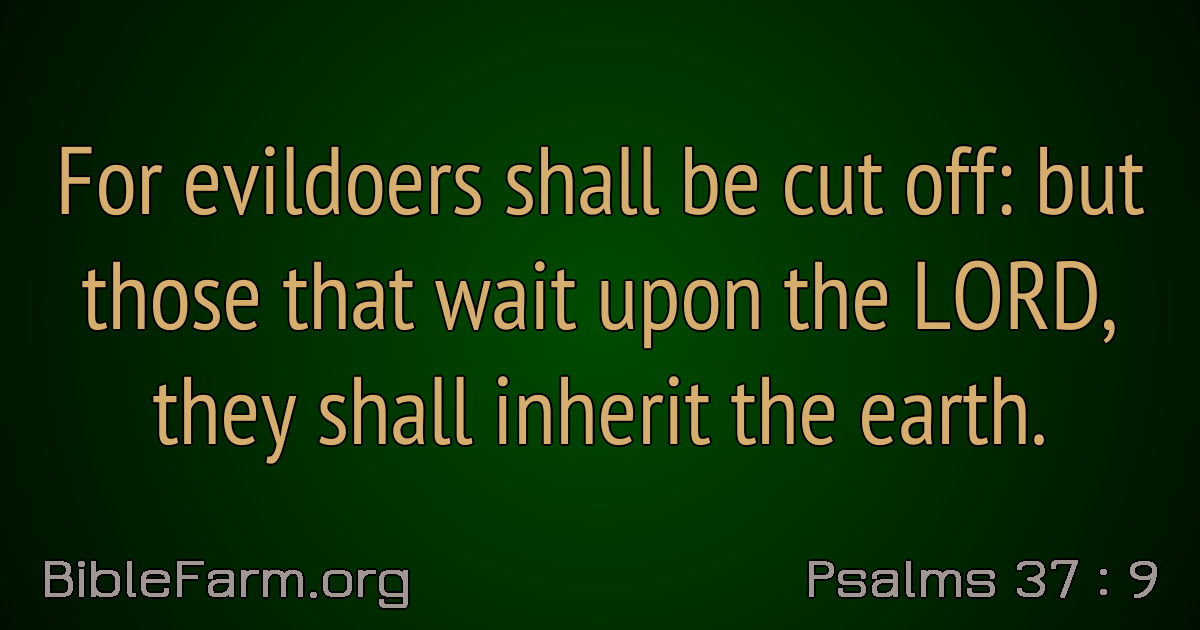 For evildoers shall be cut off: but
those that wait upon the LORD,
they shall inherit the earth.
BibleFarm.org
Psalms 37 : 9